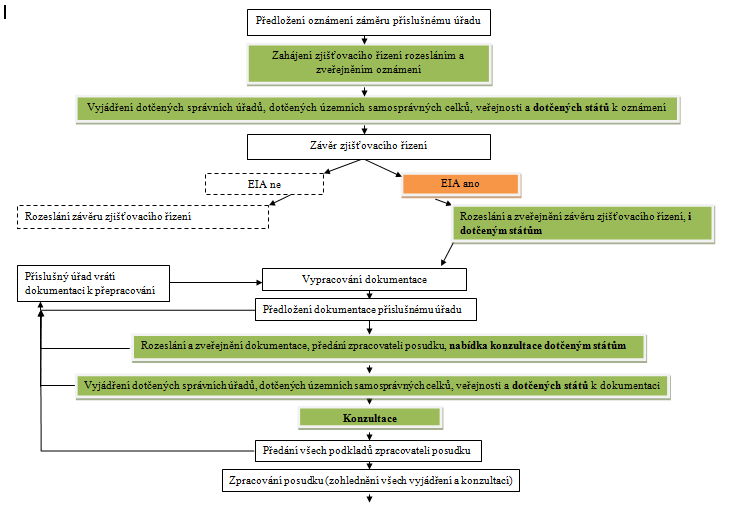 Předložení oznámení záměru příslušnému úřadu
Zahájení zjišťovacího řízení rozesláním a
zveřejněním oznámení
Vyjádření dotčených správních úřadů, dotčených územních samosprávných celků, veřejnosti a dotčených států k oznámení
Závěr zjišťovacího řízení
EIA ne
EIA ano
Rozeslání závěru zjišťovacího řízení
Rozeslání a zveřejnění závěru zjišťovacího řízení, i
dotčeným státům
Příslušný úřad vrátí
dokumentaci k přepracování
Vypracování dokumentace
Předložení dokumentace příslušnému úřadu
Rozeslání a zveřejnění dokumentace, předání zpracovateli posudku, nabídka konzultace dotčeným státům
Vyjádření dotčených správních úřadů, dotčených územních samosprávných celků, veřejnosti a dotčených států k dokumentaci
Konzultace
Předání všech podkladů zpracovateli posudku
Zpracování posudku (zohlednění všech vyjádření a konzultací)